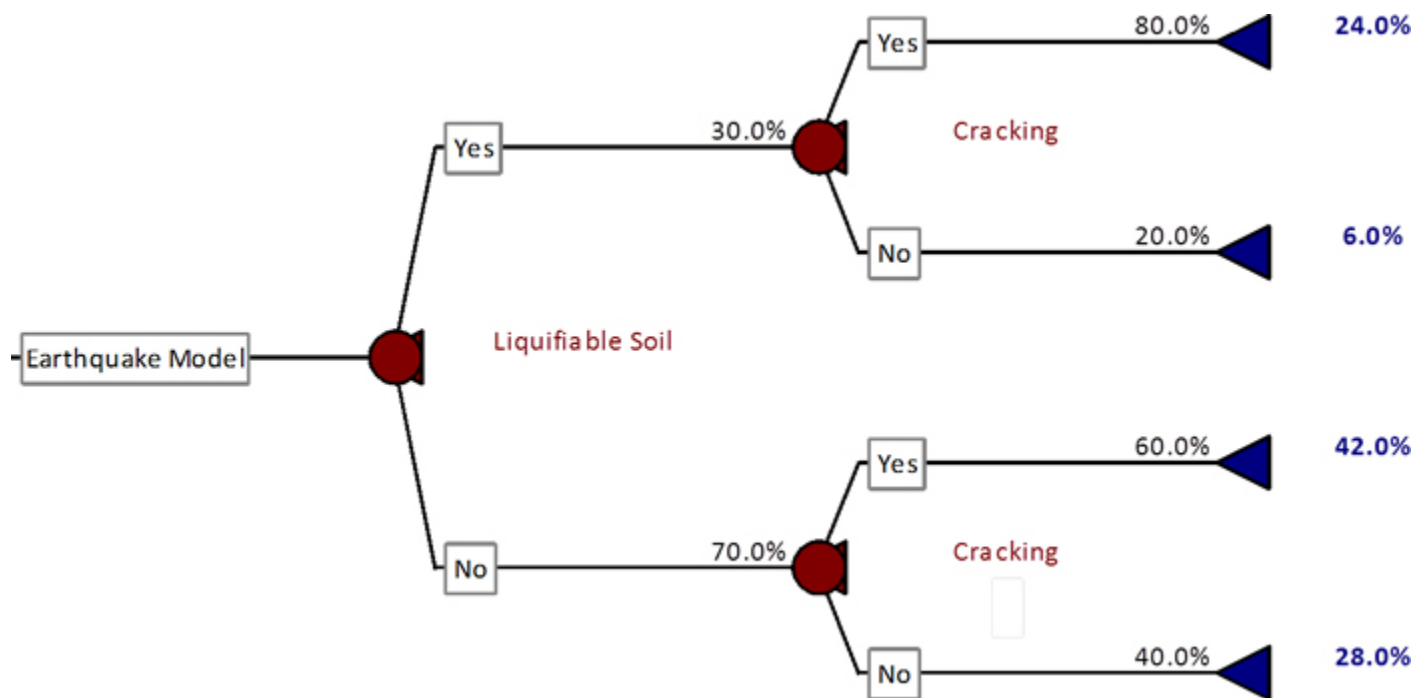 Yes 80.0% 24.0%
Yes 30.0% Cracking
No 20.0% 6.0%
Liquifiable Soil
Earthquake Model
Yes 60.0% 42.0%
No 70.0% Cracking
No 40.0% 28.0%